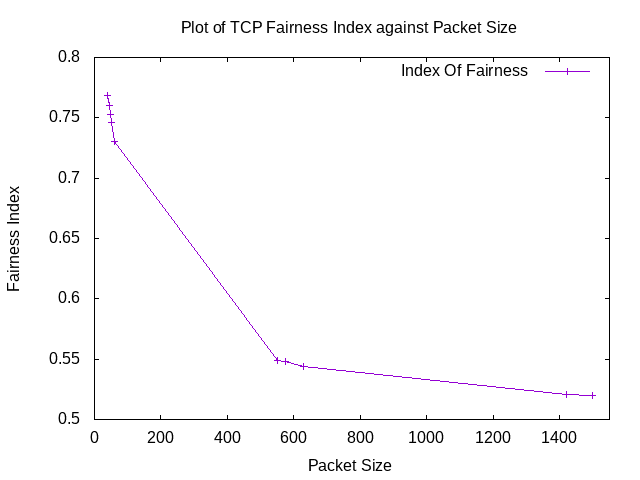 Plot of TCP Fairness Index against Packet Size
Index Of Fairness
0.8
0.75
0.7
0.65
0.6
0.55
0.5
Fairness Index
0 200 400 600 800 1000 1200 1400
Packet Size